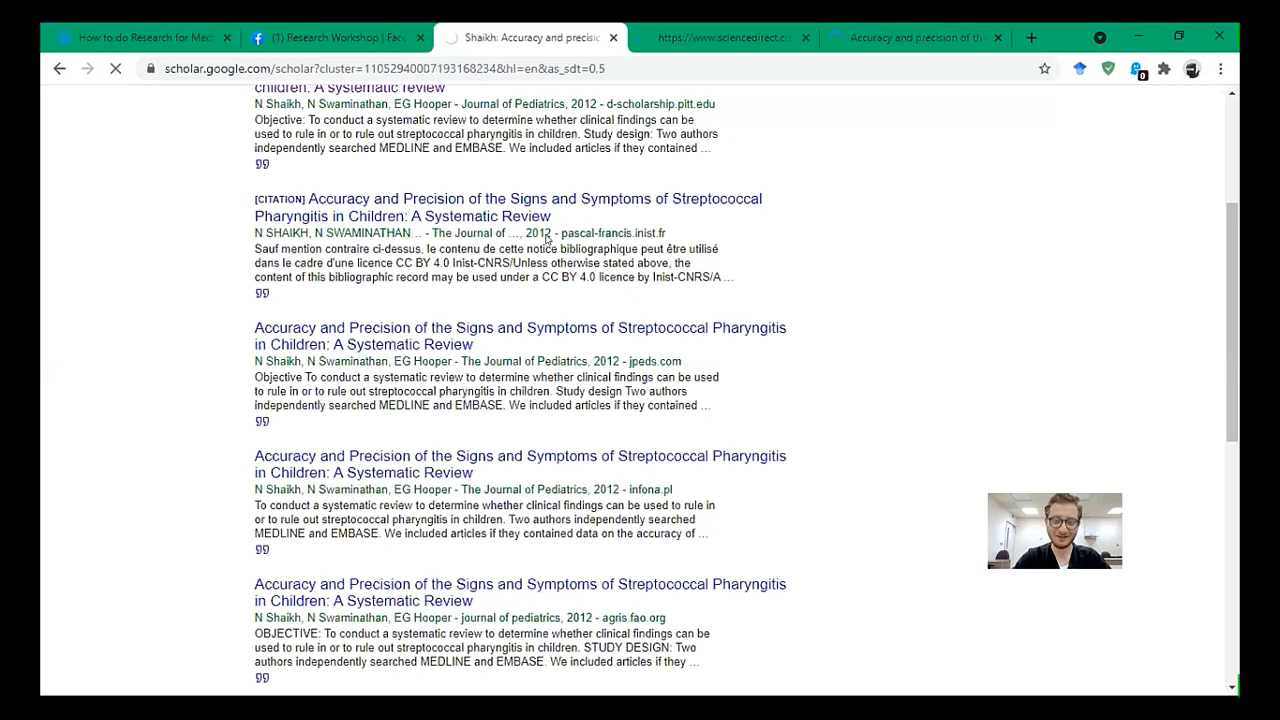 How to do Research for Med
(1) Research Workshop | Fac
Shaikh: Accuracy and precisio
https://www.sciencedirect.co
Accuracy and precision of the
scholar.google.com/scholar?cluster=11052940007193168234&hl=en&as_sdt=0,5
0
children. A systematic review
N Shaikh, N Swaminathan, EG Hooper - Journal of Pediatrics, 2012 - d-scholarship.pitt.edu
Objective: To conduct a systematic review to determine whether clinical findings can be
used to rule in or to rule out streptococcal pharyngitis in children. Study design: Two authors
independently searched MEDLINE and EMBASE. We included articles if they contained …
[CITATION] Accuracy and Precision of the Signs and Symptoms of Streptococcal
Pharyngitis in Children: A Systematic Review
N SHAIKH, N SWAMINATHAN… - The Journal of …, 2012 - pascal-francis.inist.fr
Sauf mention contraire ci-dessus, le contenu de cette notice bibliographique peut être utilisé
dans le cadre d'une licence CC BY 4.0 Inist-CNRS/Unless otherwise stated above, the
content of this bibliographic record may be used under a CC BY 4.0 licence by Inist-CNRS/A …
Accuracy and Precision of the Signs and Symptoms of Streptococcal Pharyngitis
in Children: A Systematic Review
N Shaikh, N Swaminathan, EG Hooper - The Journal of Pediatrics, 2012 - jpeds.com
Objective To conduct a systematic review to determine whether clinical findings can be used
to rule in or to rule out streptococcal pharyngitis in children. Study design Two authors
independently searched MEDLINE and EMBASE. We included articles if they contained …
Accuracy and Precision of the Signs and Symptoms of Streptococcal Pharyngitis
in Children: A Systematic Review
N Shaikh, N Swaminathan, EG Hooper - The Journal of Pediatrics, 2012 - infona.pl
To conduct a systematic review to determine whether clinical findings can be used to rule in
or to rule out streptococcal pharyngitis in children. Two authors independently searched
MEDLINE and EMBASE. We included articles if they contained data on the accuracy of …
Accuracy and Precision of the Signs and Symptoms of Streptococcal Pharyngitis
in Children: A Systematic Review
N Shaikh, N Swaminathan, EG Hooper - journal of pediatrics, 2012 - agris.fao.org
OBJECTIVE: To conduct a systematic review to determine whether clinical findings can be
used to rule in or to rule out streptococcal pharyngitis in children. STUDY DESIGN: Two
authors independently searched MEDLINE and EMBASE. We included articles if they …